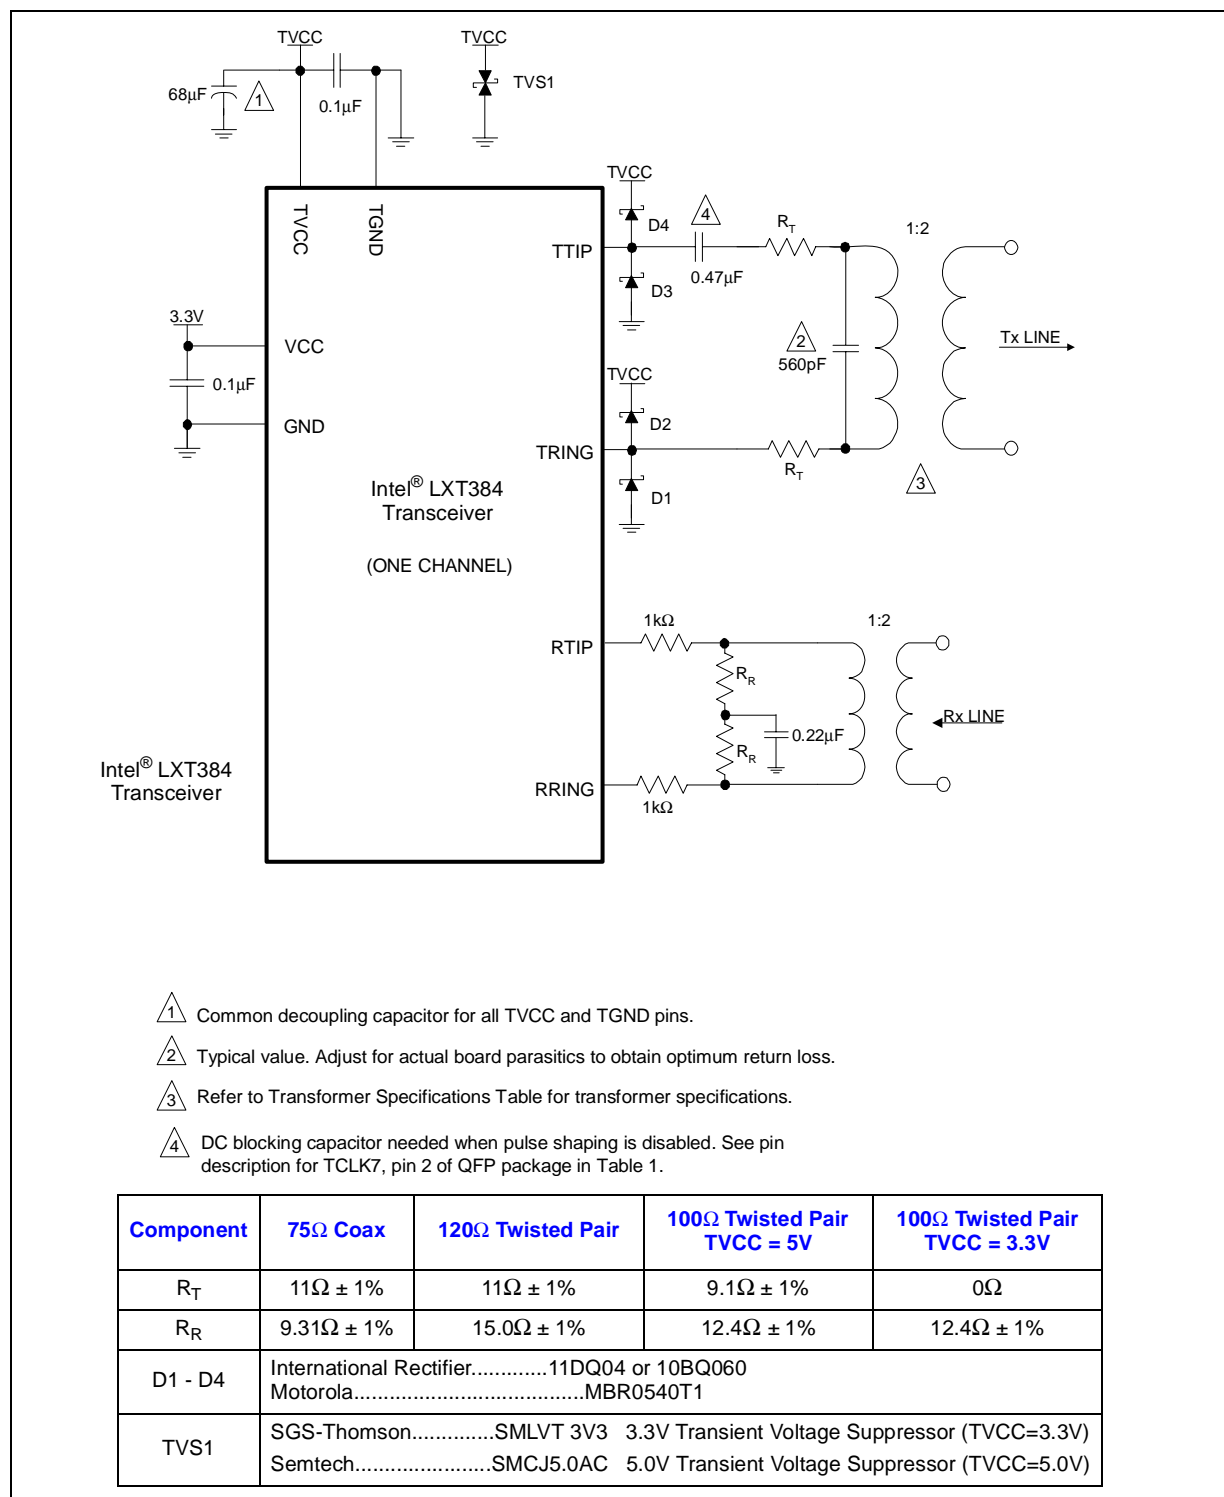 TVCC
TVCC
68μF
1
0.1μF
TVS1
TVCC
TVCC
TGND
D4
4
R_T
1:2
TTIP
0.47μF
D3
3.3V
VCC
2
560pF
Tx LINE
0.1μF
TVCC
GND
D2
TRING
R_T
3
D1
Intel® LXT384
Transceiver
(ONE CHANNEL)
1kΩ
1:2
RTIP
R_R
Rx LINE
0.22μF
R_R
Intel® LXT384
Transceiver
RRING
1kΩ
1 Common decoupling capacitor for all TVCC and TGND pins.
2 Typical value. Adjust for actual board parasitics to obtain optimum return loss.
3 Refer to Transformer Specifications Table for transformer specifications.
4 DC blocking capacitor needed when pulse shaping is disabled. See pin
description for TCLK7, pin 2 of QFP package in Table 1.
Component 75Ω Coax 120Ω Twisted Pair 100Ω Twisted Pair TVCC = 5V 100Ω Twisted Pair TVCC = 3.3V
R_T 11Ω ± 1% 11Ω ± 1% 9.1Ω ± 1% 0Ω
R_R 9.31Ω ± 1% 15.0Ω ± 1% 12.4Ω ± 1% 12.4Ω ± 1%
D1 - D4
International Rectifier.............11DQ04 or 10BQ060
Motorola.......................................MBR0540T1
TVS1
SGS-Thomson..............SMLVT 3V3 3.3V Transient Voltage Suppressor (TVCC=3.3V)
Semtech.......................SMCJ5.0AC 5.0V Transient Voltage Suppressor (TVCC=5.0V)